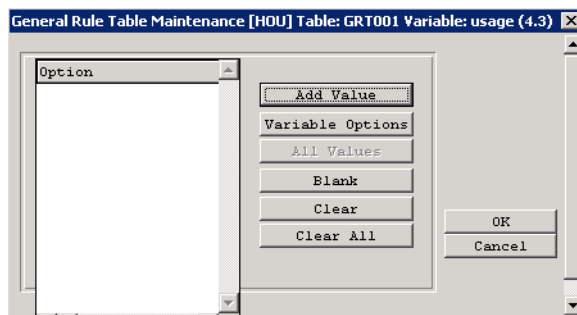 General Rule Table Maintenance [HOU] Table: GRT001 Variable: usage (4.3)
Option
Add Value
Variable Options
All Values
Blank
Clear
Clear All
OK
Cancel